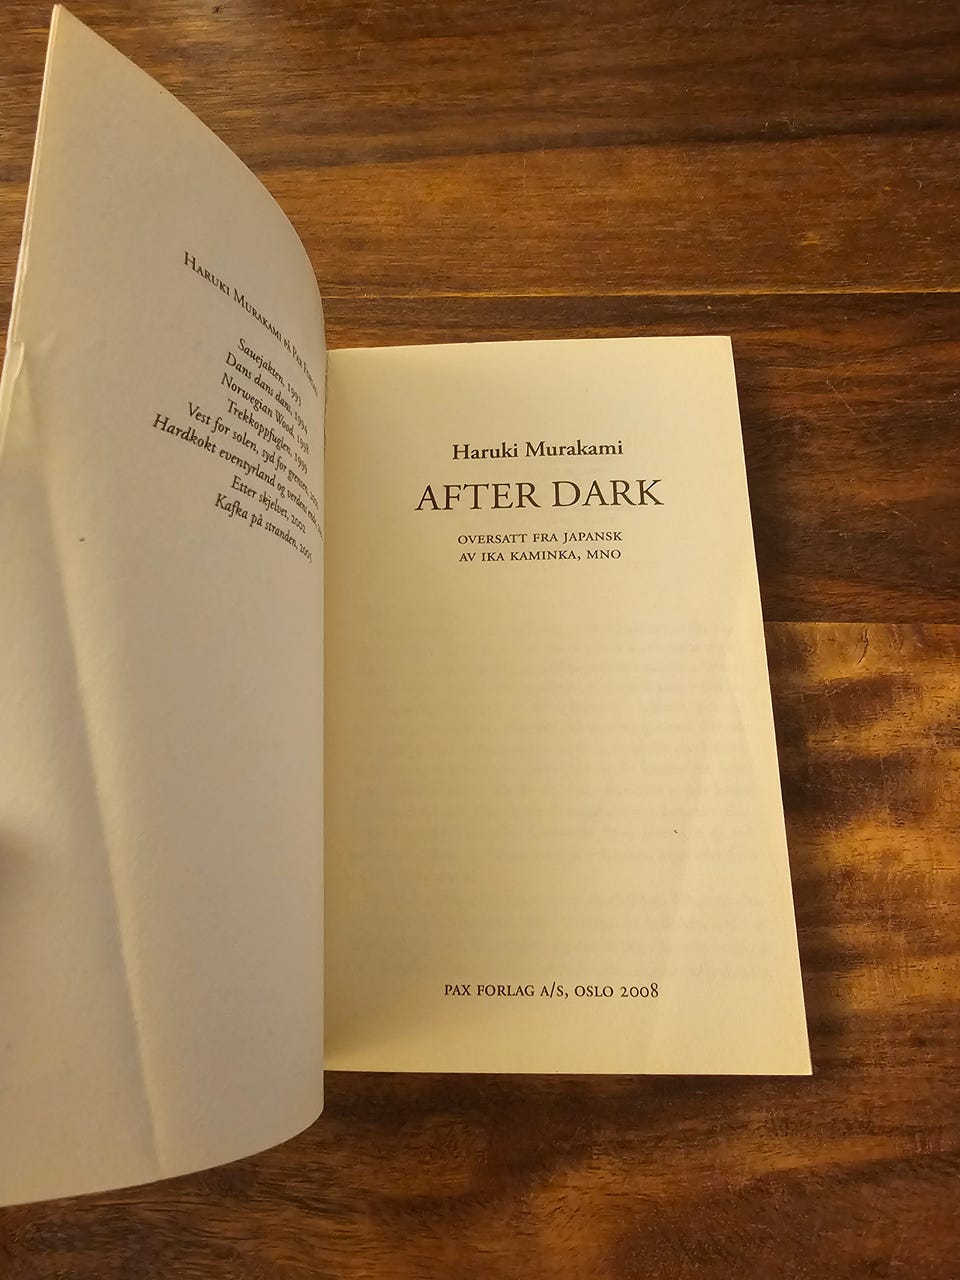 Haruki Murakami på Pax Forlag
Sauejakten, 1993
Dans dans dans, 1994
Norwegian Wood, 1998
Trekkoppfuglen, 1999
Vest for solen, syd for grensen,
Hardkokt eventyrland og verdens ende,
Etter skjelvet, 2002
Kafka på stranden, 2005
Haruki Murakami
AFTER DARK
OVERSATT FRA JAPANSK
AV IKA KAMINKA, MNO
PAX FORLAG A/S, OSLO 2008